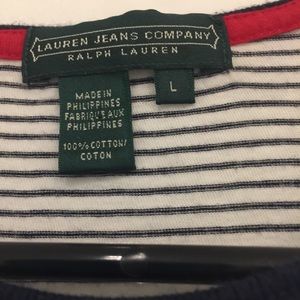 LAUREN JEANS COMPANY
RALPH LAUREN
L
MADE IN
PHILIPPINES
FABRIQUÉ AUX
PHILIPPINES
100% COTTON/
COTON